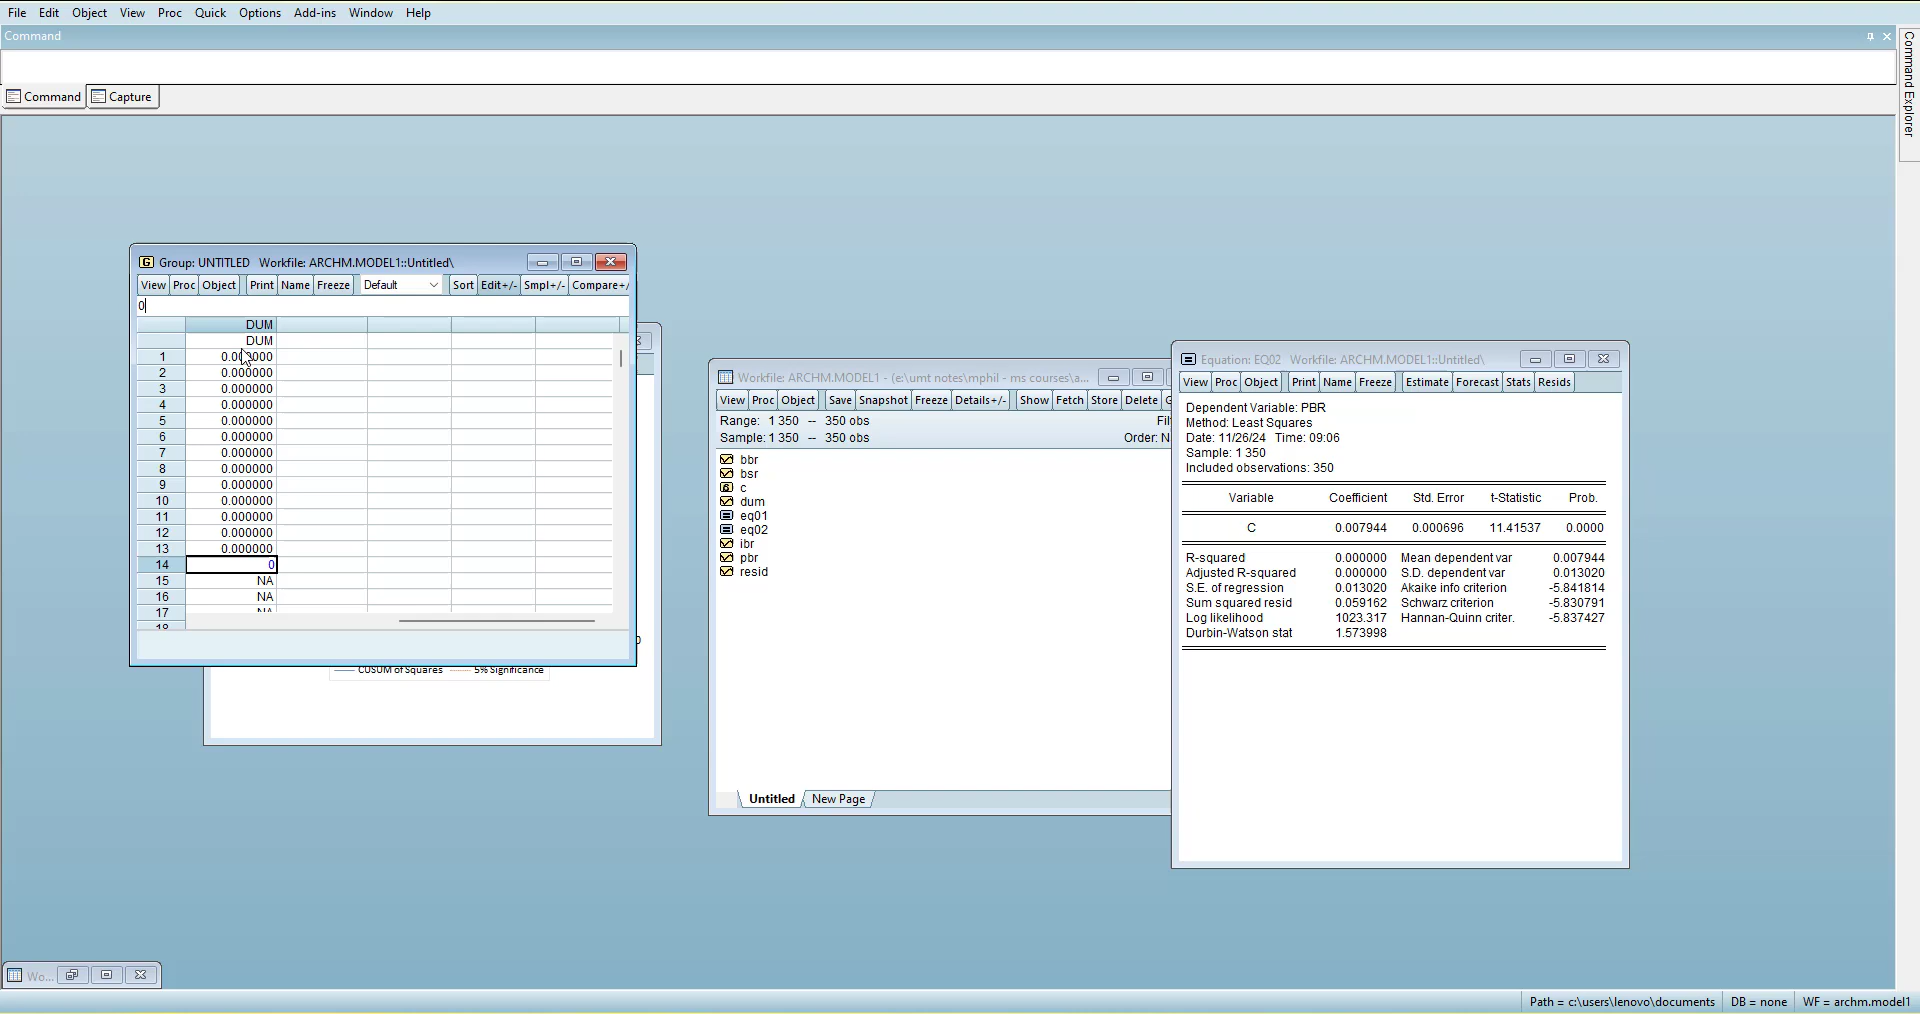 File Edit Object View Proc Quick Options Add-ins Window Help
Command
Command Capture
Command Explorer
Group: UNTITLED Workfile: ARCHM.MODEL1::Untitled\
View Proc Object Print Name Freeze Default Sort Edit+/- Smpl+/- Compare+/
0
DUM
DUM
1 0.000000
2 0.000000
3 0.000000
4 0.000000
5 0.000000
6 0.000000
7 0.000000
8 0.000000
9 0.000000
10 0.000000
11 0.000000
12 0.000000
13 0.000000
14 0
15 NA
16 NA
17 NA
18
CUSUM of Squares 5% Significance
Workfile: ARCHM.MODEL1 - (e:\umt notes\mphil - ms courses\a...
View Proc Object Save Snapshot Freeze Details+/- Show Fetch Store Delete G
Range: 1 350 -- 350 obs Fil
Sample: 1 350 -- 350 obs Order: N
bbr
bsr
c
dum
eq01
eq02
ibr
pbr
resid
Untitled New Page
Equation: EQ02 Workfile: ARCHM.MODEL1::Untitled\
View Proc Object Print Name Freeze Estimate Forecast Stats Resids
Dependent Variable: PBR
Method: Least Squares
Date: 11/26/24 Time: 09:06
Sample: 1 350
Included observations: 350
Variable Coefficient Std. Error t-Statistic Prob.
C 0.007944 0.000696 11.41537 0.0000
R-squared 0.000000 Mean dependent var 0.007944
Adjusted R-squared 0.000000 S.D. dependent var 0.013020
S.E. of regression 0.013020 Akaike info criterion -5.841814
Sum squared resid 0.059162 Schwarz criterion -5.830791
Log likelihood 1023.317 Hannan-Quinn criter. -5.837427
Durbin-Watson stat 1.573998
Wo...
Path = c:\users\lenovo\documents DB = none WF = archm.model1